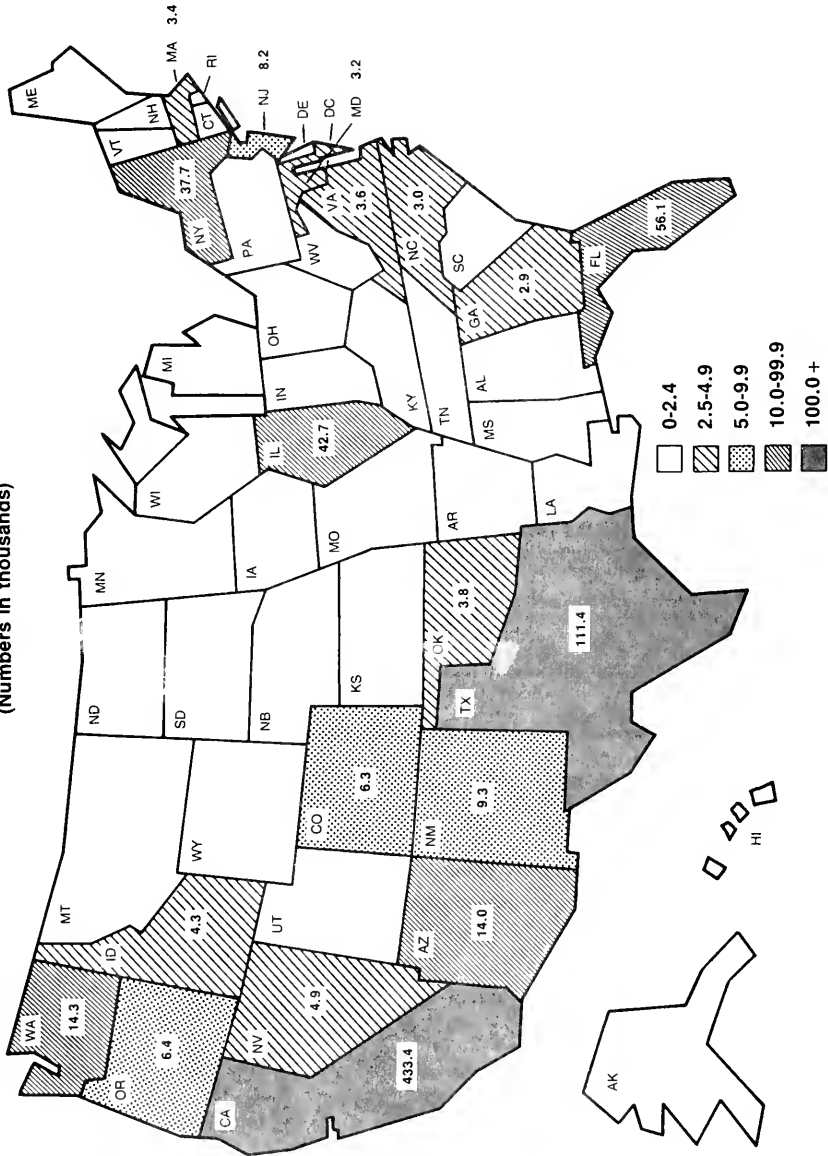 (Numbers in thousands)
WA
14.3
MT
ND
MN
ME
VT
NH
MA 3.4
RI
CT
OR
6.4
ID
4.3
WY
SD
WI
MI
NY
37.7
NJ 8.2
PA
DE
DC
MD 3.2
NV
4.9
UT
CO
6.3
NB
IA
IL
42.7
IN
OH
WV
VA
3.6
CA
433.4
AZ
14.0
NM
9.3
KS
MO
KY
TN
NC
3.0
OK
3.8
AR
SC
TX
111.4
LA
MS
AL
GA
2.9
FL
56.1
AK
HI
0-2.4
2.5-4.9
5.0-9.9
10.0-99.9
100.0 +